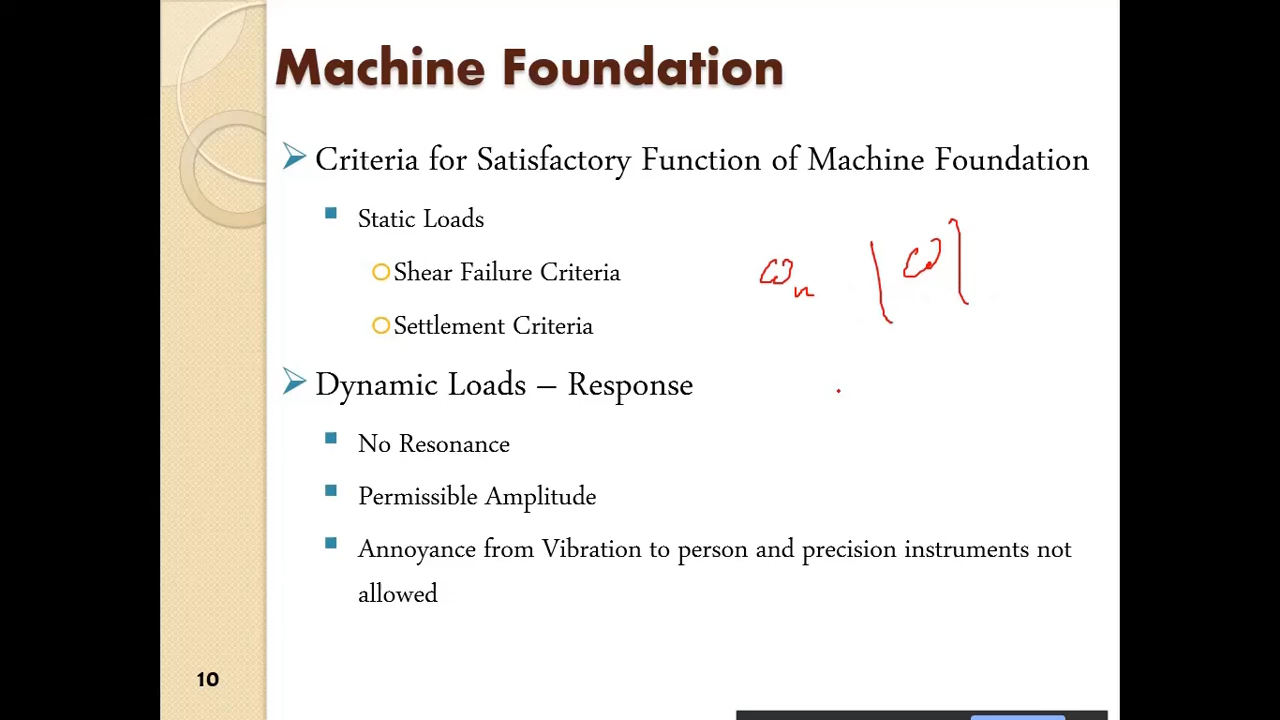 Machine Foundation
Criteria for Satisfactory Function of Machine Foundation
Static Loads
Shear Failure Criteria
ωn | ω |
Settlement Criteria
Dynamic Loads – Response
No Resonance
Permissible Amplitude
Annoyance from Vibration to person and precision instruments not
allowed
10